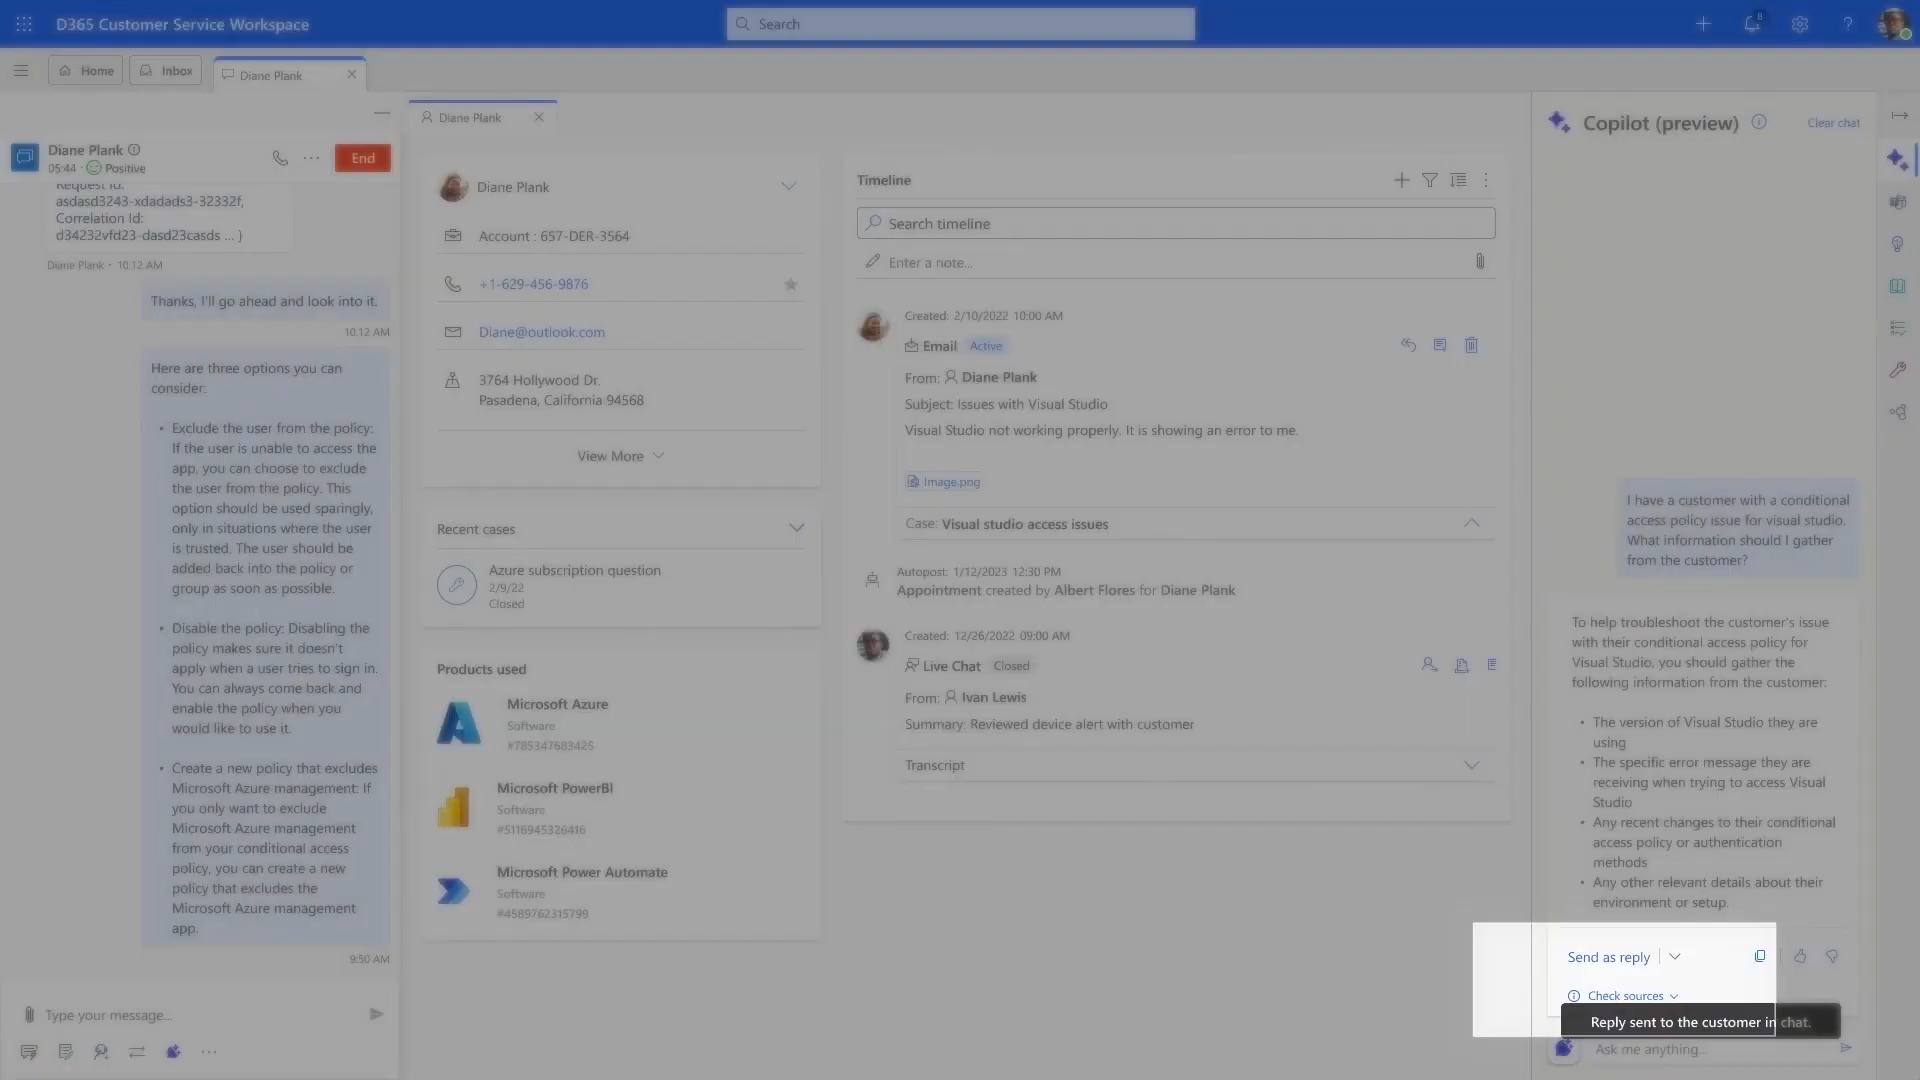 D365 Customer Service Workspace
Search
8
Home
Inbox
Diane Plank
Diane Plank
05:44 · Positive
End
Request Id:
asdasd3243-xdadads3-32332f,
Correlation Id:
d34232vfd23-dasd23casds ... }
Diane Plank · 10:12 AM
Thanks, I'll go ahead and look into it.
10:12 AM
Here are three options you can
consider:
• Exclude the user from the policy:
If the user is unable to access the
app, you can choose to exclude
the user from the policy. This
option should be used sparingly,
only in situations where the user
is trusted. The user should be
added back into the policy or
group as soon as possible.
• Disable the policy: Disabling the
policy makes sure it doesn't
apply when a user tries to sign in.
You can always come back and
enable the policy when you
would like to use it.
• Create a new policy that excludes
Microsoft Azure management: If
you only want to exclude
Microsoft Azure management
from your conditional access
policy, you can create a new
policy that excludes the
Microsoft Azure management
app.
9:50 AM
Type your message...
Diane Plank
Diane Plank
Account : 657-DER-3564
+1-629-456-9876
Diane@outlook.com
3764 Hollywood Dr.
Pasadena, California 94568
View More
Recent cases
Azure subscription question
2/9/22
Closed
Products used
Microsoft Azure
Software
#785347683425
Microsoft PowerBI
Software
#5116945326416
Microsoft Power Automate
Software
#4589762315799
Timeline
Search timeline
Enter a note...
Created: 2/10/2022 10:00 AM
Email Active
From: Diane Plank
Subject: Issues with Visual Studio
Visual Studio not working properly. It is showing an error to me.
Image.png
Case: Visual studio access issues
Autopost: 1/12/2023 12:30 PM
Appointment created by Albert Flores for Diane Plank
Created: 12/26/2022 09:00 AM
Live Chat Closed
From: Ivan Lewis
Summary: Reviewed device alert with customer
Transcript
Copilot (preview)
Clear chat
I have a customer with a conditional
access policy issue for visual studio.
What information should I gather
from the customer?
To help troubleshoot the customer's issue
with their conditional access policy for
Visual Studio, you should gather the
following information from the customer:
• The version of Visual Studio they are
using
• The specific error message they are
receiving when trying to access Visual
Studio
• Any recent changes to their conditional
access policy or authentication
methods
• Any other relevant details about their
environment or setup.
Send as reply
Check sources
Reply sent to the customer in chat.
Ask me anything...